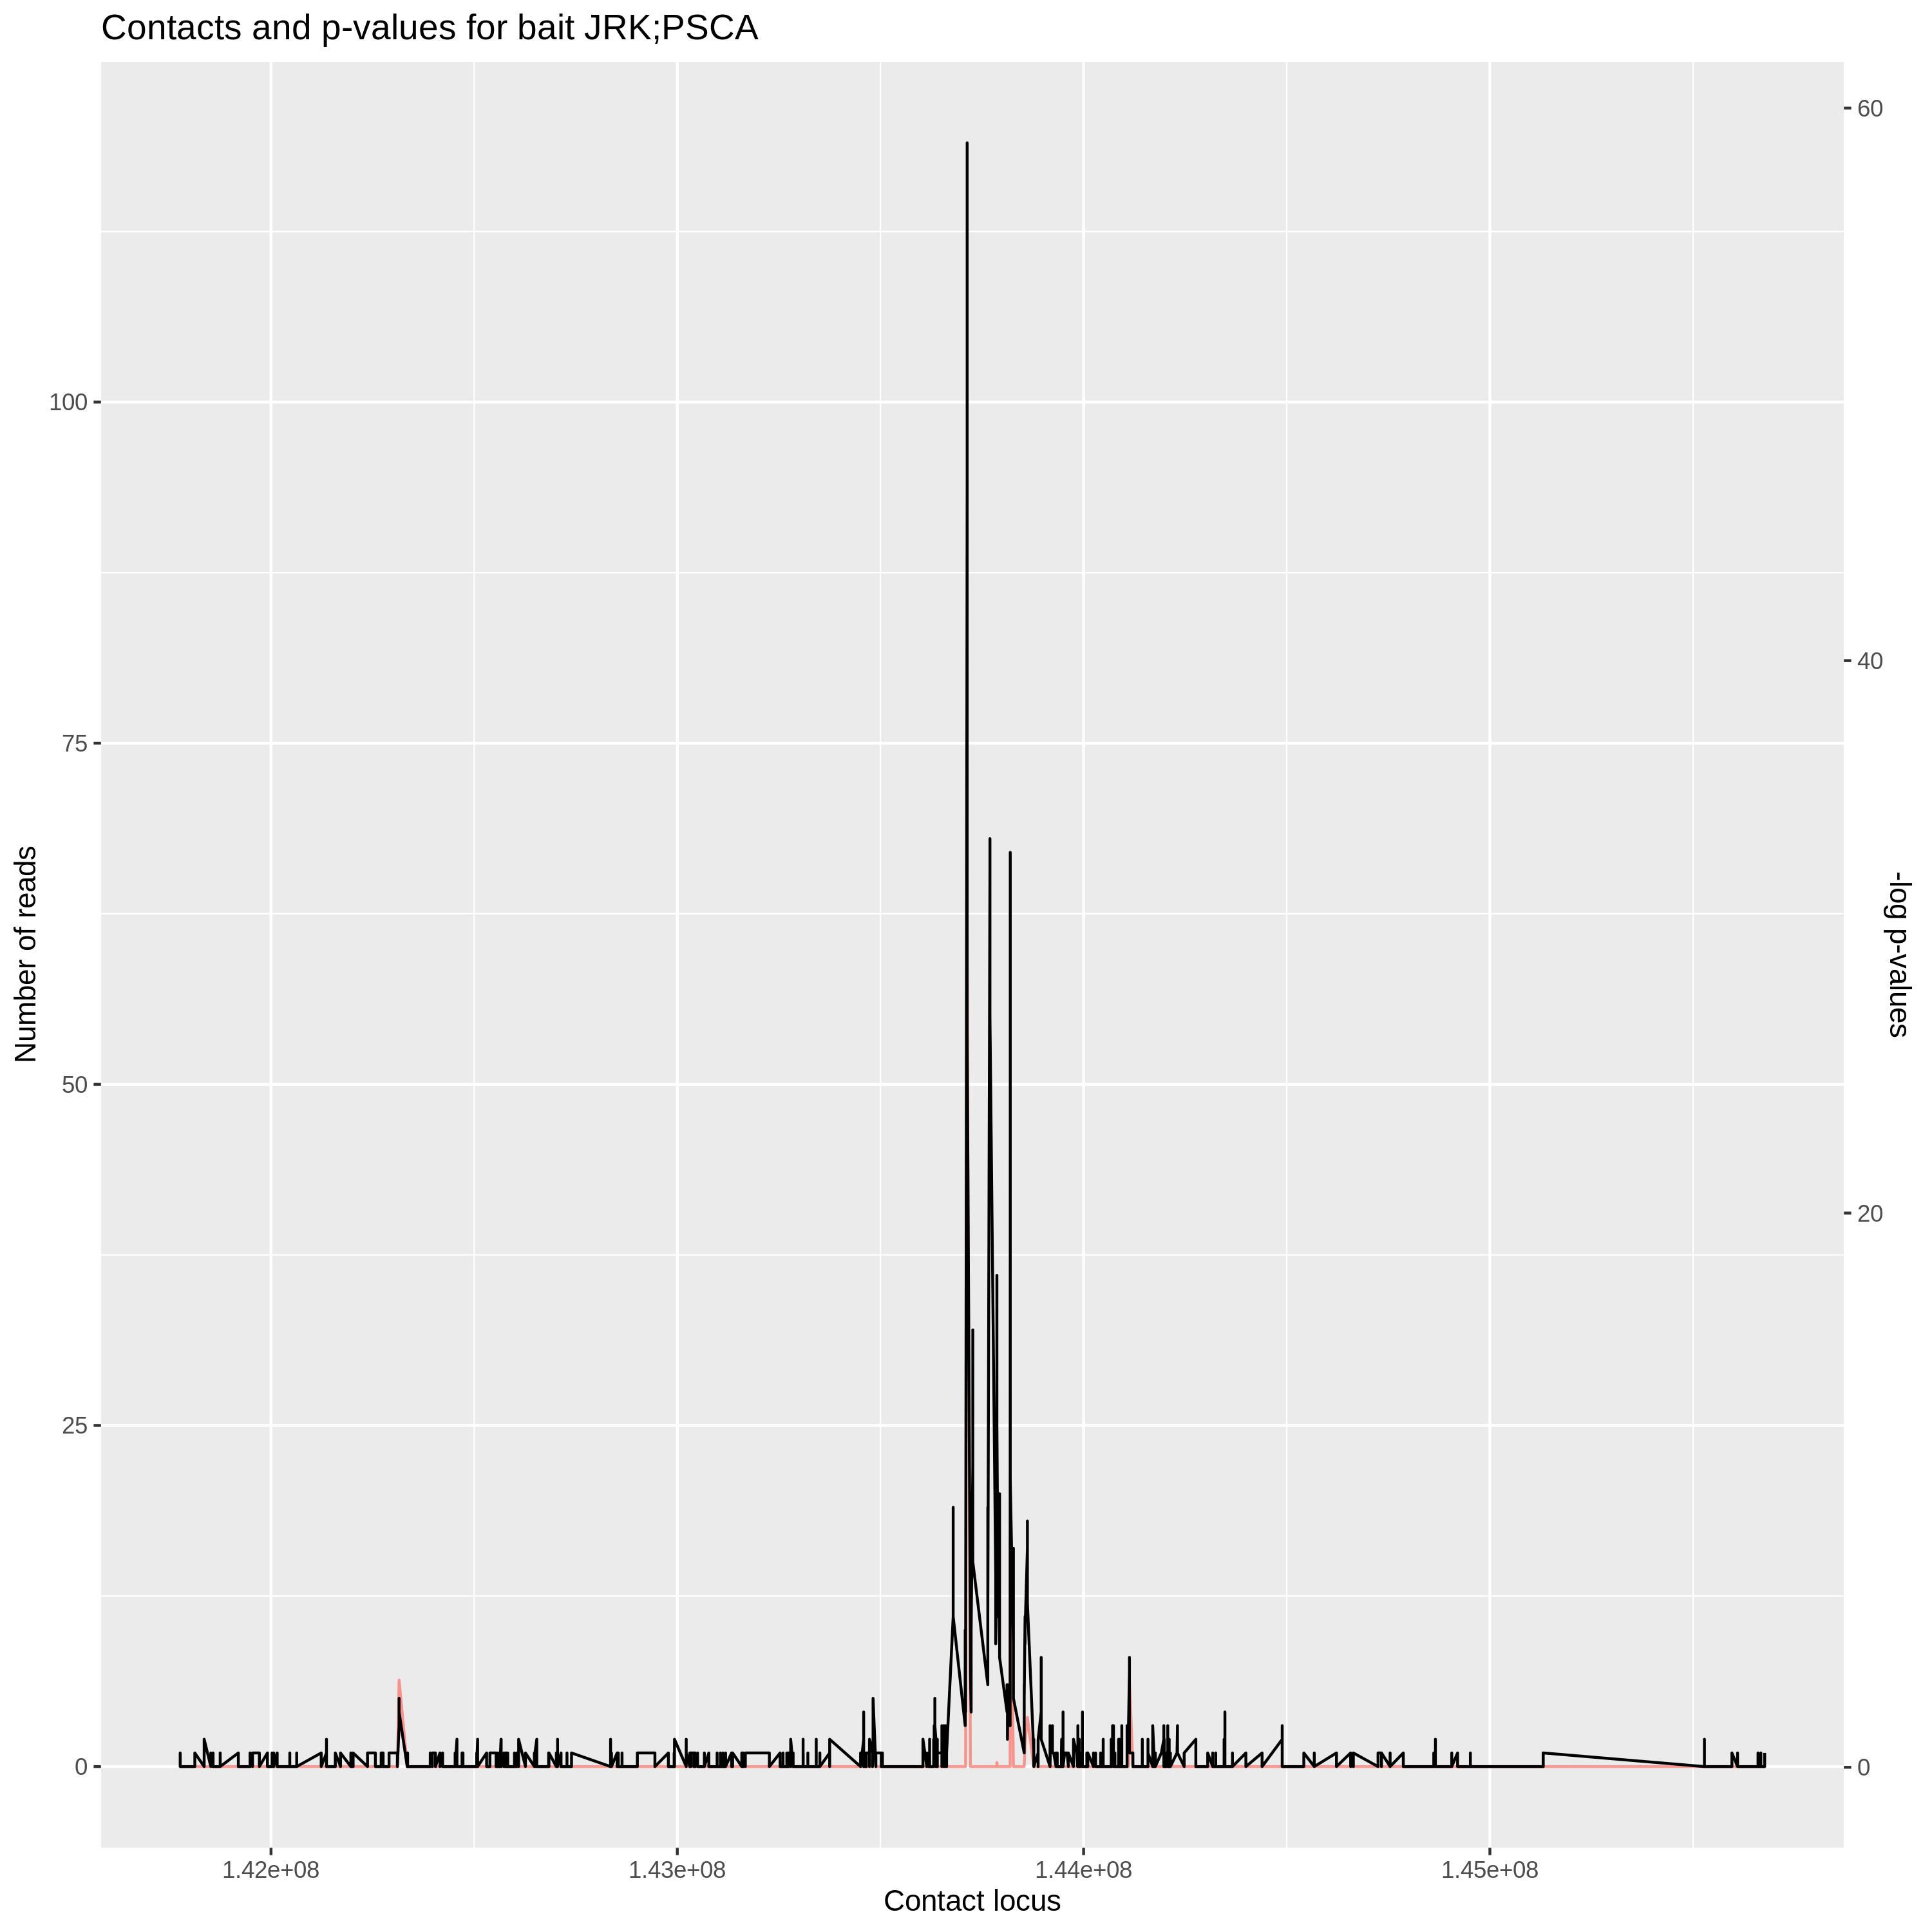 Contacts and p-values for bait JRK;PSCA
60
100
40
75
Number of reads
-log p-values
50
20
25
0
0
1.42e+08
1.43e+08
1.44e+08
1.45e+08
Contact locus